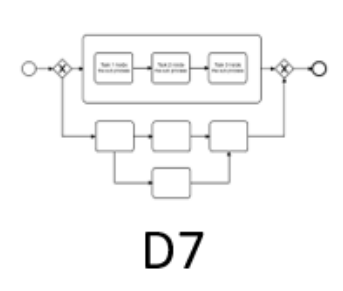 Task 1 inside
the sub-process
Task 2 inside
the sub-process
Task 3 inside
the sub-process
D7